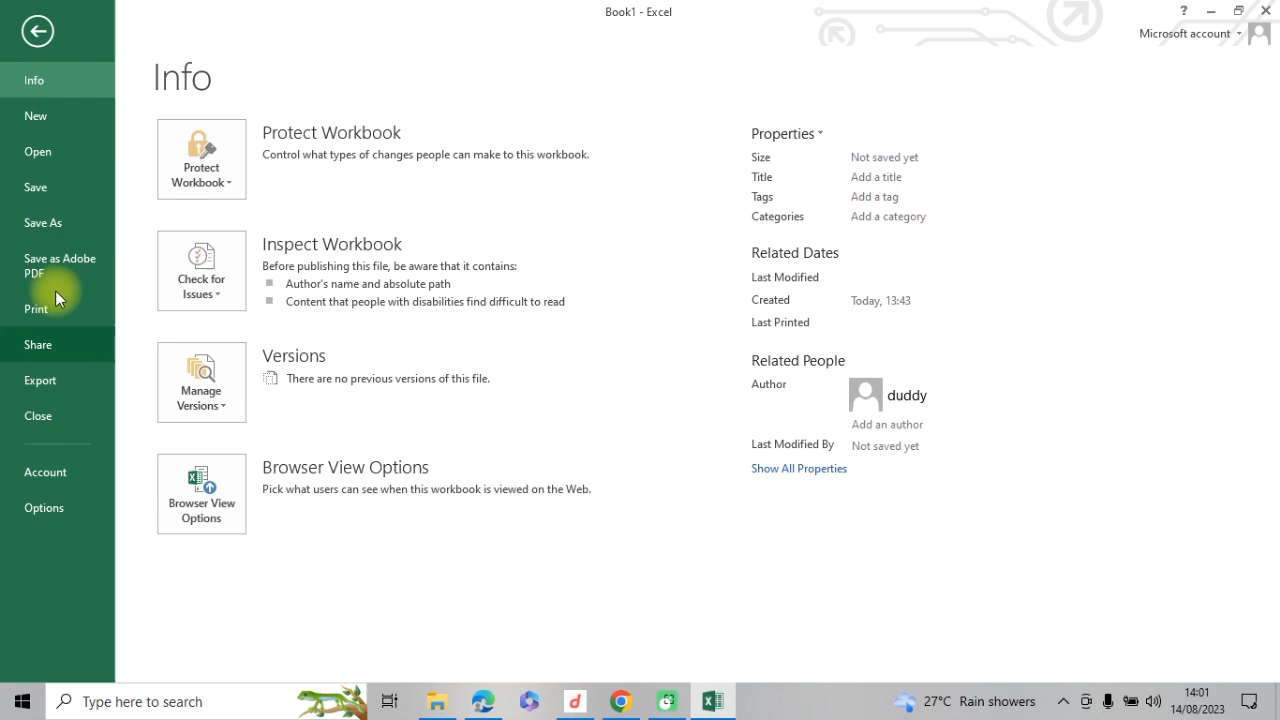 Book1 - Excel
?
Microsoft account
Info
New
Open
Save
Save As
Save as Adobe
PDF
Print
Share
Export
Close
Account
Options
Info
Protect
Workbook
Protect Workbook
Control what types of changes people can make to this workbook.
Check for
Issues
Inspect Workbook
Before publishing this file, be aware that it contains:
Author's name and absolute path
Content that people with disabilities find difficult to read
Manage
Versions
Versions
There are no previous versions of this file.
Browser View
Options
Browser View Options
Pick what users can see when this workbook is viewed on the Web.
Properties
Size Not saved yet
Title Add a title
Tags Add a tag
Categories Add a category
Related Dates
Last Modified
Created Today, 13:43
Last Printed
Related People
Author duddy
Add an author
Last Modified By Not saved yet
Show All Properties
Type here to search
27°C Rain showers
14:01
14/08/2023